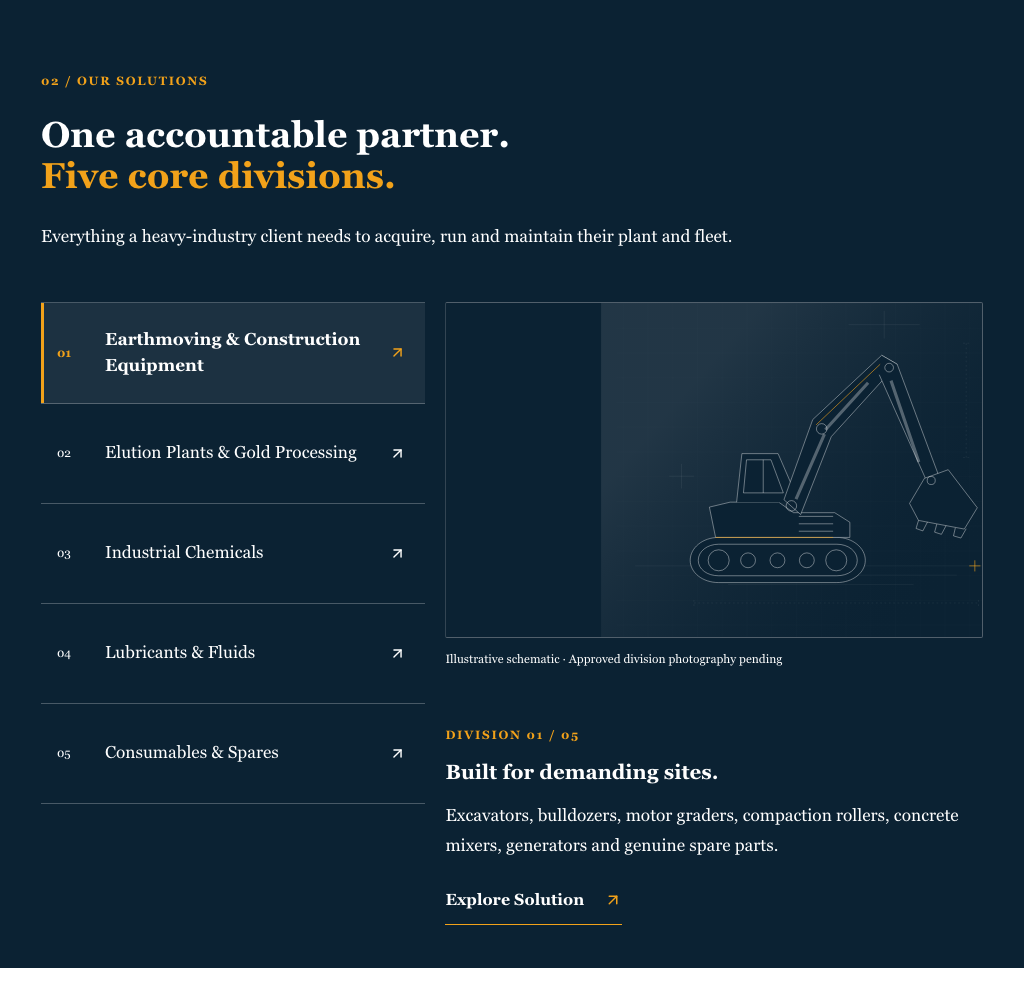 02 / OUR SOLUTIONS
One accountable partner.
Five core divisions.
Everything a heavy-industry client needs to acquire, run and maintain their plant and fleet.
01
Earthmoving & Construction
Equipment
02
Elution Plants & Gold Processing
03
Industrial Chemicals
04
Lubricants & Fluids
05
Consumables & Spares
Illustrative schematic · Approved division photography pending
DIVISION 01 / 05
Built for demanding sites.
Excavators, bulldozers, motor graders, compaction rollers, concrete
mixers, generators and genuine spare parts.
Explore Solution